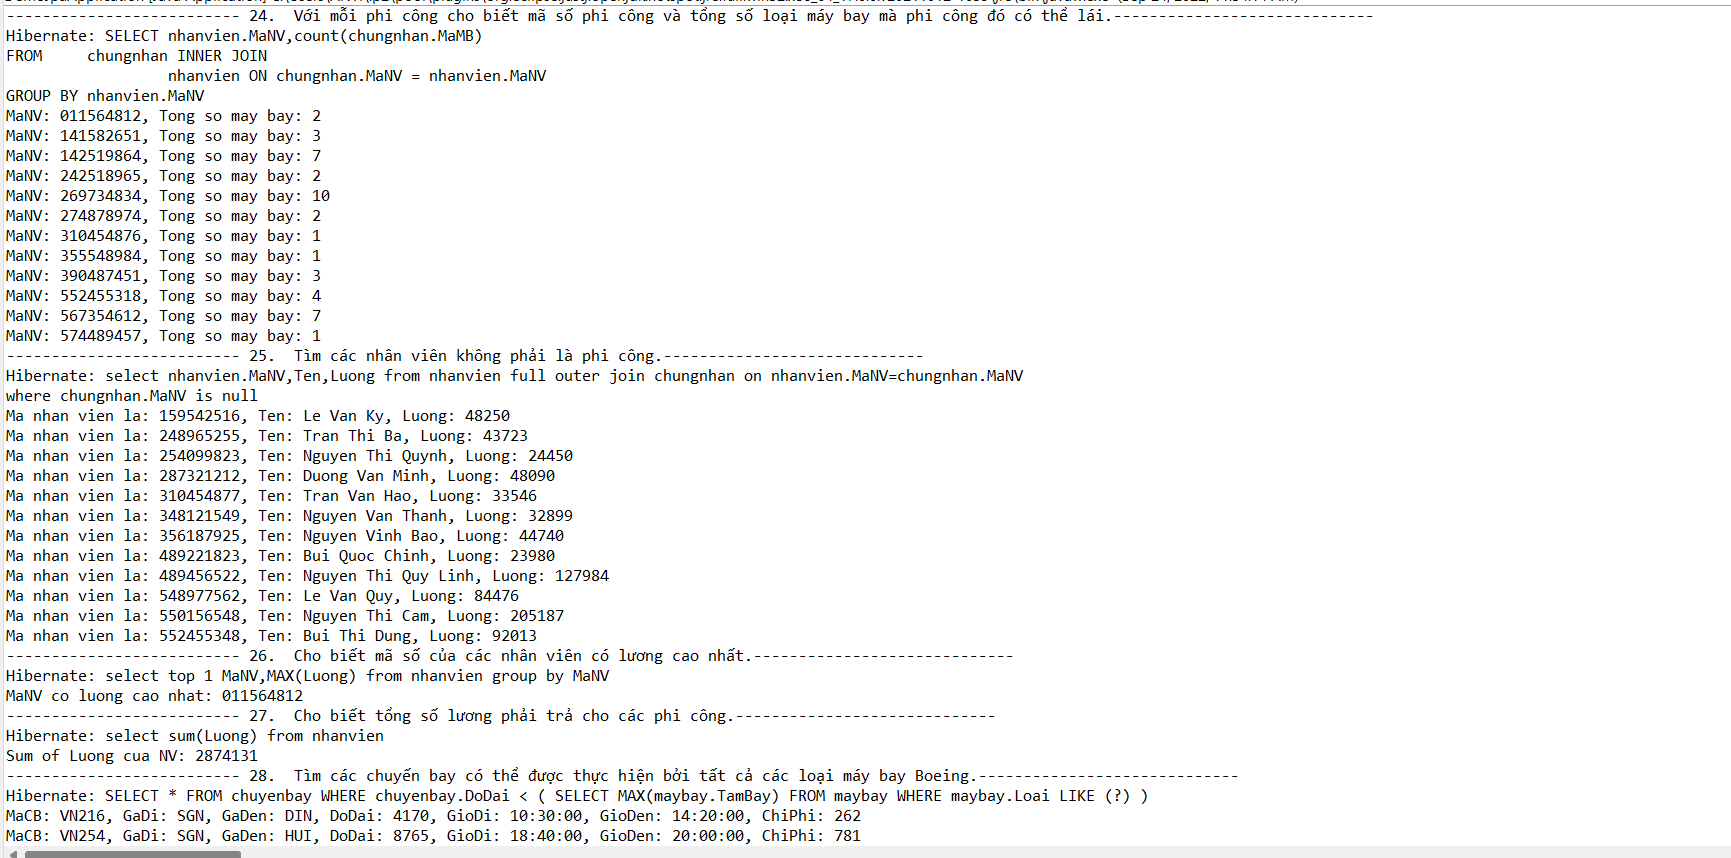 ------------------------- 24.  Với mỗi phi công cho biết mã số phi công và tổng số loại máy bay mà phi công đó có thể lái.-----------------------------
Hibernate: SELECT nhanvien.MaNV,count(chungnhan.MaMB)
FROM     chungnhan INNER JOIN
                  nhanvien ON chungnhan.MaNV = nhanvien.MaNV
GROUP BY nhanvien.MaNV
MaNV: 011564812, Tong so may bay: 2
MaNV: 141582651, Tong so may bay: 3
MaNV: 142519864, Tong so may bay: 7
MaNV: 242518965, Tong so may bay: 2
MaNV: 269734834, Tong so may bay: 10
MaNV: 274878974, Tong so may bay: 2
MaNV: 310454876, Tong so may bay: 1
MaNV: 355548984, Tong so may bay: 1
MaNV: 390487451, Tong so may bay: 3
MaNV: 552455318, Tong so may bay: 4
MaNV: 567354612, Tong so may bay: 7
MaNV: 574489457, Tong so may bay: 1
-------------------------- 25.  Tìm các nhân viên không phải là phi công.-----------------------------
Hibernate: select nhanvien.MaNV,Ten,Luong from nhanvien full outer join chungnhan on nhanvien.MaNV=chungnhan.MaNV
where chungnhan.MaNV is null
Ma nhan vien la: 159542516, Ten: Le Van Ky, Luong: 48250
Ma nhan vien la: 248965255, Ten: Tran Thi Ba, Luong: 43723
Ma nhan vien la: 254099823, Ten: Nguyen Thi Quynh, Luong: 24450
Ma nhan vien la: 287321212, Ten: Duong Van Minh, Luong: 48090
Ma nhan vien la: 310454877, Ten: Tran Van Hao, Luong: 33546
Ma nhan vien la: 348121549, Ten: Nguyen Van Thanh, Luong: 32899
Ma nhan vien la: 356187925, Ten: Nguyen Vinh Bao, Luong: 44740
Ma nhan vien la: 489221823, Ten: Bui Quoc Chinh, Luong: 23980
Ma nhan vien la: 489456522, Ten: Nguyen Thi Quy Linh, Luong: 127984
Ma nhan vien la: 548977562, Ten: Le Van Quy, Luong: 84476
Ma nhan vien la: 550156548, Ten: Nguyen Thi Cam, Luong: 205187
Ma nhan vien la: 552455348, Ten: Bui Thi Dung, Luong: 92013
-------------------------- 26.  Cho biết mã số của các nhân viên có lương cao nhất.-----------------------------
Hibernate: select top 1 MaNV,MAX(Luong) from nhanvien group by MaNV
MaNV co luong cao nhat: 011564812
-------------------------- 27.  Cho biết tổng số lương phải trả cho các phi công.-----------------------------
Hibernate: select sum(Luong) from nhanvien
Sum of Luong cua NV: 2874131
-------------------------- 28.  Tìm các chuyến bay có thể được thực hiện bởi tất cả các loại máy bay Boeing.-----------------------------
Hibernate: SELECT * FROM chuyenbay WHERE chuyenbay.DoDai < ( SELECT MAX(maybay.TamBay) FROM maybay WHERE maybay.Loai LIKE (?) )
MaCB: VN216, GaDi: SGN, GaDen: DIN, DoDai: 4170, GioDi: 10:30:00, GioDen: 14:20:00, ChiPhi: 262
MaCB: VN254, GaDi: SGN, GaDen: HUI, DoDai: 8765, GioDi: 18:40:00, GioDen: 20:00:00, ChiPhi: 781